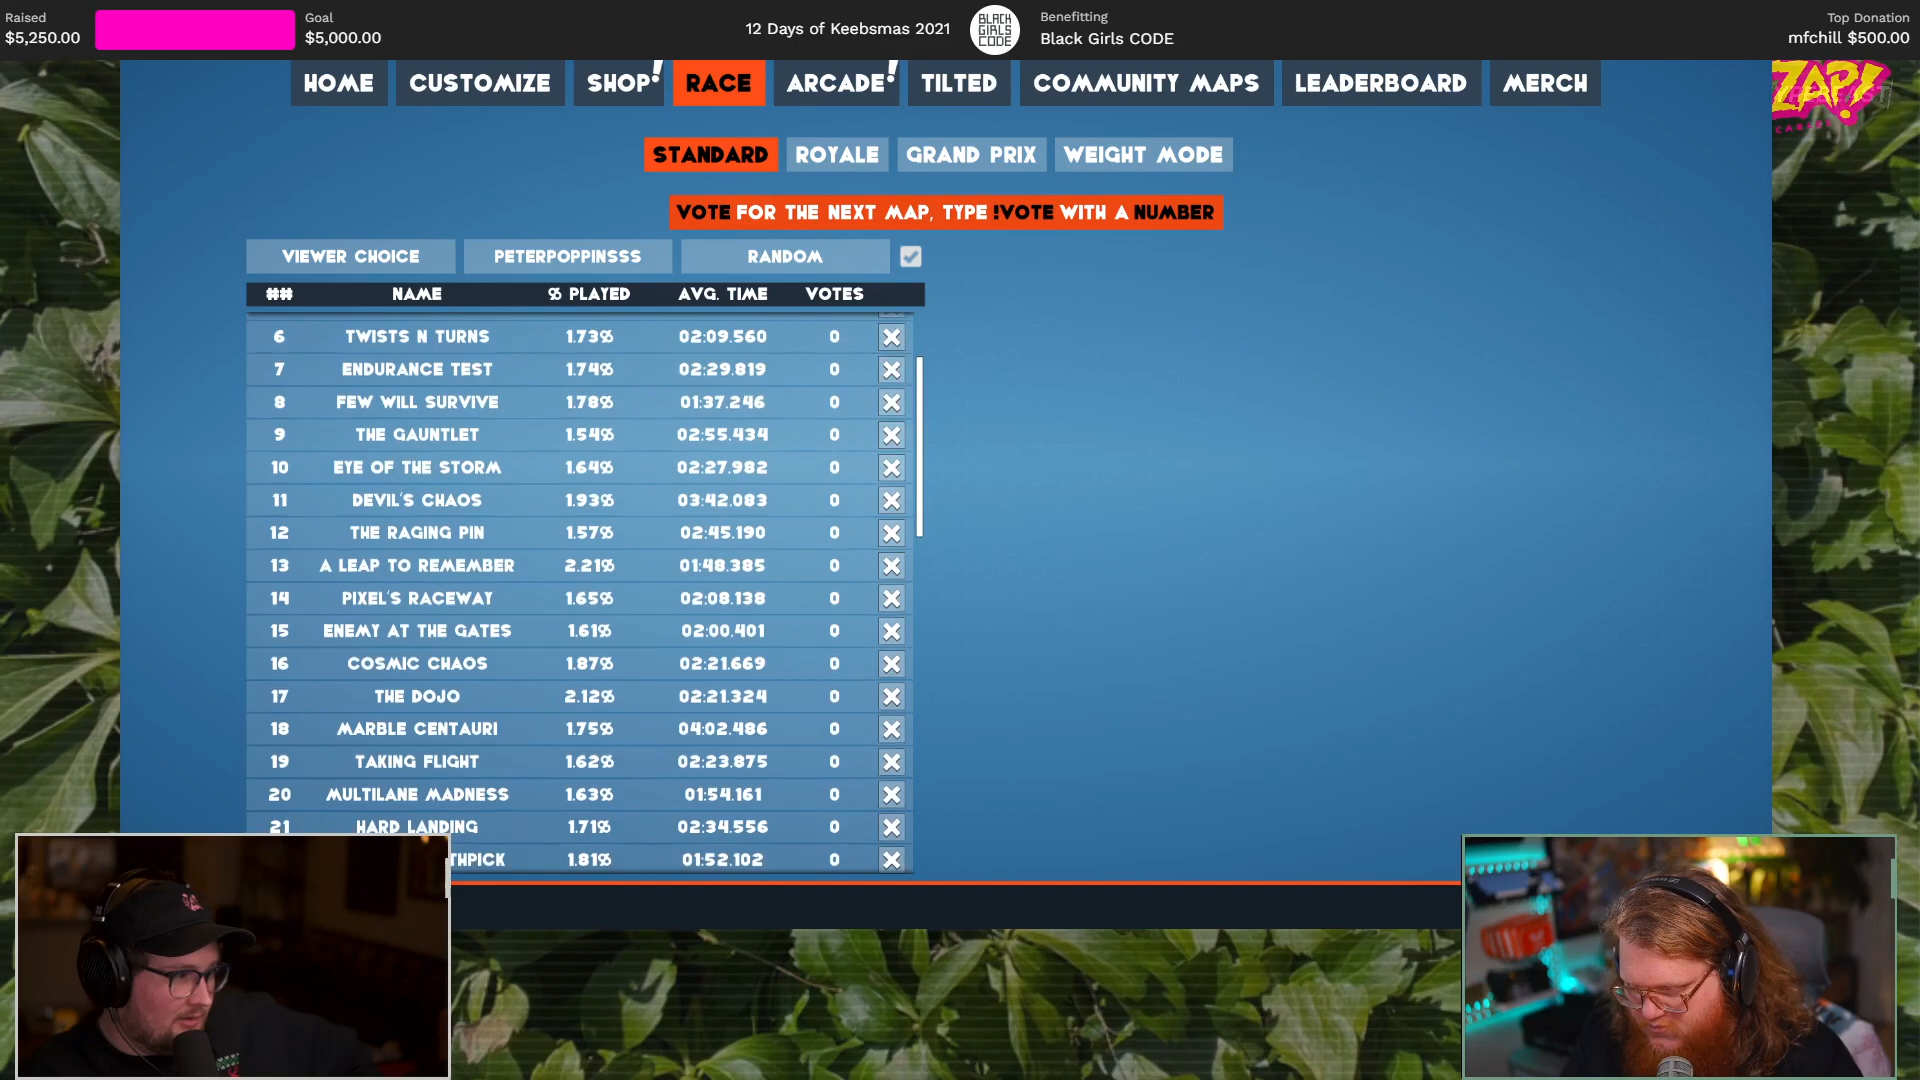 Raised
$5,250.00
Goal
$5,000.00
12 Days of Keebsmas 2021
BLACK
GIRLS
CODE
Benefitting
Black Girls CODE
Top Donation
mfchill $500.00
HOME CUSTOMIZE SHOP! RACE ARCADE! TILTED COMMUNITY MAPS LEADERBOARD MERCH
ZAP!
STANDARD ROYALE GRAND PRIX WEIGHT MODE
VOTE FOR THE NEXT MAP, TYPE !VOTE WITH A NUMBER
VIEWER CHOICE PETERPOPPINSSS RANDOM
## NAME % PLAYED AVG. TIME VOTES
6 TWISTS N TURNS 1.73% 02:09.560 0
7 ENDURANCE TEST 1.74% 02:29.819 0
8 FEW WILL SURVIVE 1.78% 01:37.246 0
9 THE GAUNTLET 1.54% 02:55.434 0
10 EYE OF THE STORM 1.64% 02:27.982 0
11 DEVIL'S CHAOS 1.93% 03:42.083 0
12 THE RAGING PIN 1.57% 02:45.190 0
13 A LEAP TO REMEMBER 2.21% 01:48.385 0
14 PIXEL'S RACEWAY 1.65% 02:08.138 0
15 ENEMY AT THE GATES 1.61% 02:00.401 0
16 COSMIC CHAOS 1.87% 02:21.669 0
17 THE DOJO 2.12% 02:21.324 0
18 MARBLE CENTAURI 1.75% 04:02.486 0
19 TAKING FLIGHT 1.62% 02:23.875 0
20 MULTILANE MADNESS 1.63% 01:54.161 0
21 HARD LANDING 1.71% 02:34.556 0
THPICK 1.81% 01:52.102 0